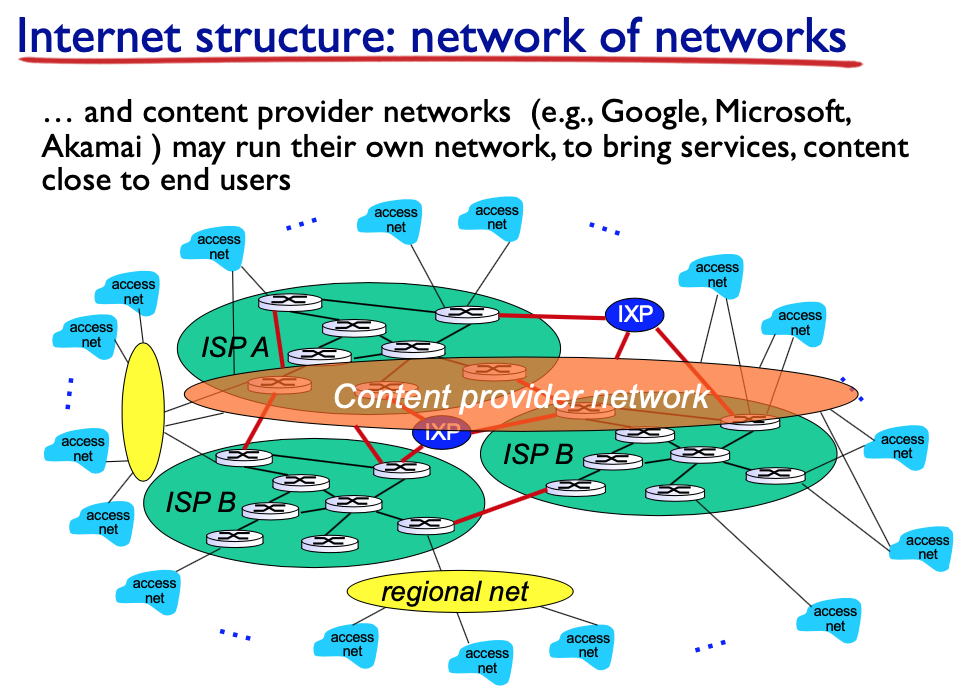 Internet structure: network of networks
… and content provider networks (e.g., Google, Microsoft,
Akamai ) may run their own network, to bring services, content
close to end users
access
net
access
net
access
net
access
net
access
net
access
net
access
net
IXP
access
net
ISP A
Content provider network
IXP
access
net
access
net
ISP B
ISP B
access
net
access
net
access
net
regional net
access
net
access
net
access
net
access
net